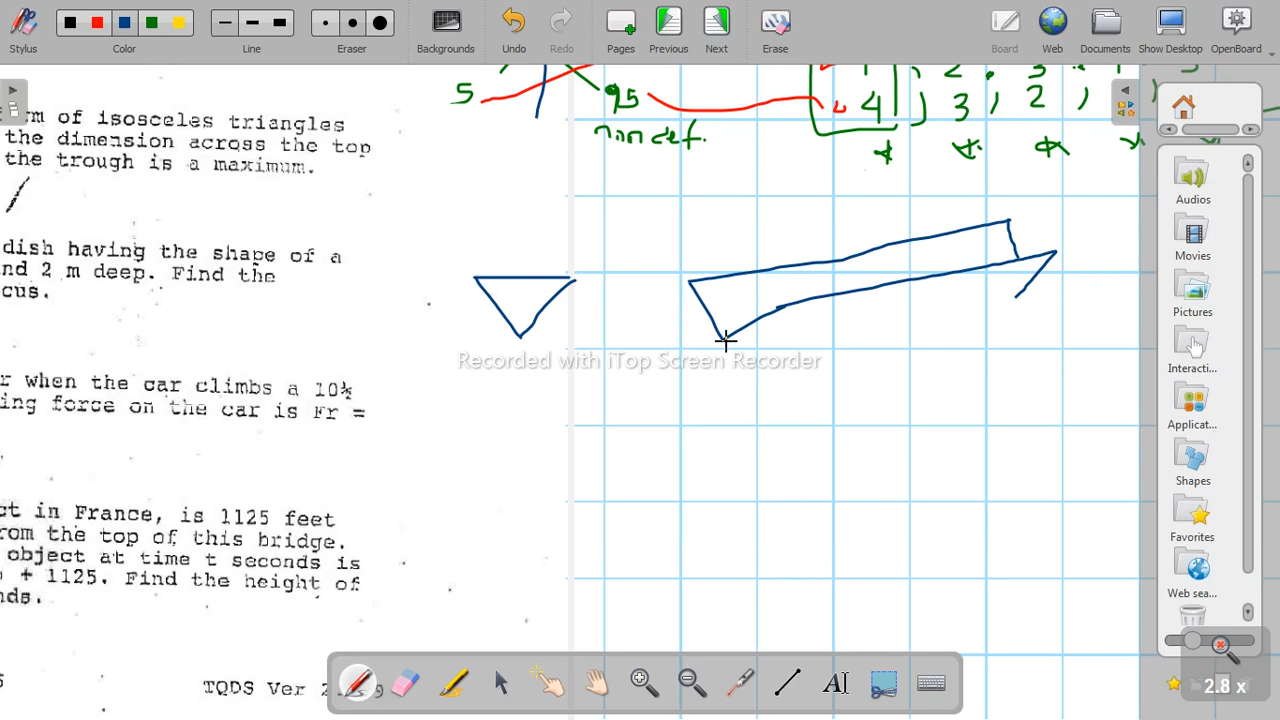 Stylus
Color
Line
Eraser
Backgrounds
Undo
Redo
Pages
Previous
Next
Erase
Board
Web
Documents
Show Desktop
OpenBoard
5
95
non def.
4 ; 3 ; 2 ,
rm of isosceles triangles
the dimension across the top
the trough is a maximum.
dish having the shape of a
nd 2 m deep. Find the
cus.
r when the car climbs a 10%
ing force on the car is Fr =
ct in France, is 1125 feet
rom the top of this bridge.
object at time t seconds is
+ 1125. Find the height of
nds.
TQDS Ver 2
Recorded with iTop Screen Recorder
Audios
Movies
Pictures
Interacti...
Applicat...
Shapes
Favorites
Web sea...
2.8 x